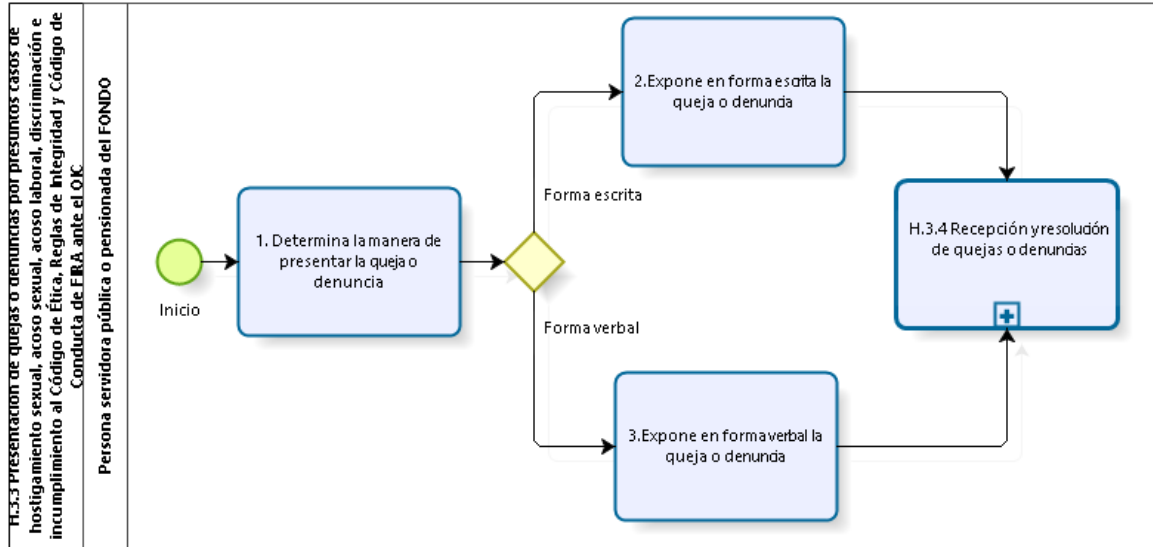 H.3.3 Presentación de quejas o denuncias por presuntos casos de
hostigamiento sexual, acoso sexual, acoso laboral, discriminación e
incumplimiento al Código de Ética, Reglas de Integridad y Código de
Conducta de FIRA ante el OIC
Persona servidora pública o pensionada del FONDO
Inicio
1. Determina la manera de
presentar la queja o
denuncia
Forma escrita
Forma verbal
2.Expone en forma escrita la
queja o denuncia
3.Expone en forma verbal la
queja o denuncia
H.3.4 Recepción y resolución
de quejas o denuncias